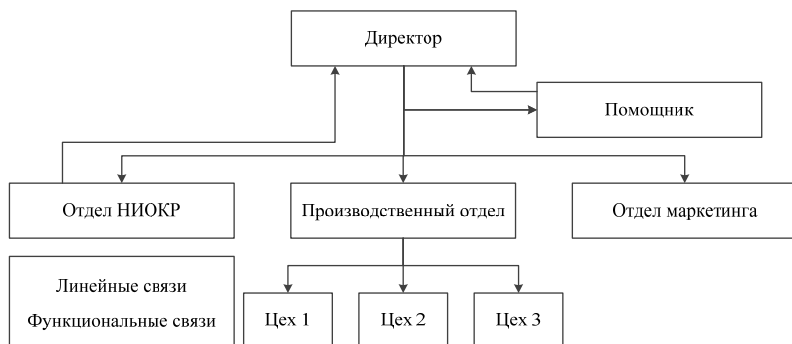 Директор
Помощник
Отдел НИОКР
Производственный отдел
Отдел маркетинга
Линейные связи
Функциональные связи
Цех 1
Цех 2
Цех 3